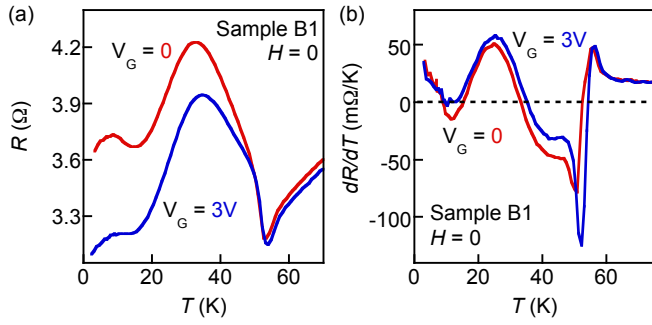 (a)
Sample B1
H = 0
V_G = 0
V_G = 3V
R (Ω)
4.2
3.9
3.6
3.3
0
20
40
60
T (K)
(b)
V_G = 3V
V_G = 0
Sample B1
H = 0
dR/dT (mΩ/K)
50
0
-50
-100
0
20
40
60
T (K)